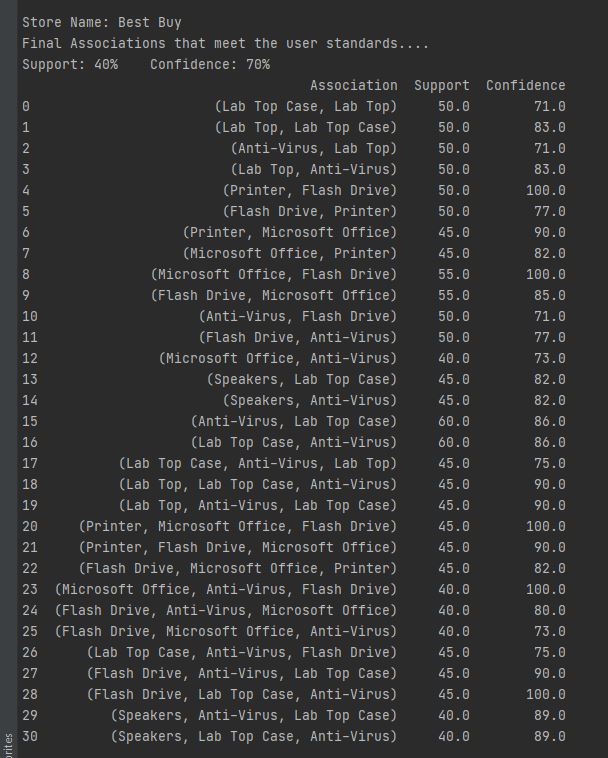 Store Name: Best Buy
Final Associations that meet the user standards....
Support: 40%    Confidence: 70%
Association  Support  Confidence
0 (Lab Top Case, Lab Top) 50.0 71.0
1 (Lab Top, Lab Top Case) 50.0 83.0
2 (Anti-Virus, Lab Top) 50.0 71.0
3 (Lab Top, Anti-Virus) 50.0 83.0
4 (Printer, Flash Drive) 50.0 100.0
5 (Flash Drive, Printer) 50.0 77.0
6 (Printer, Microsoft Office) 45.0 90.0
7 (Microsoft Office, Printer) 45.0 82.0
8 (Microsoft Office, Flash Drive) 55.0 100.0
9 (Flash Drive, Microsoft Office) 55.0 85.0
10 (Anti-Virus, Flash Drive) 50.0 71.0
11 (Flash Drive, Anti-Virus) 50.0 77.0
12 (Microsoft Office, Anti-Virus) 40.0 73.0
13 (Speakers, Lab Top Case) 45.0 82.0
14 (Speakers, Anti-Virus) 45.0 82.0
15 (Anti-Virus, Lab Top Case) 60.0 86.0
16 (Lab Top Case, Anti-Virus) 60.0 86.0
17 (Lab Top Case, Anti-Virus, Lab Top) 45.0 75.0
18 (Lab Top, Lab Top Case, Anti-Virus) 45.0 90.0
19 (Lab Top, Anti-Virus, Lab Top Case) 45.0 90.0
20 (Printer, Microsoft Office, Flash Drive) 45.0 100.0
21 (Printer, Flash Drive, Microsoft Office) 45.0 90.0
22 (Flash Drive, Microsoft Office, Printer) 45.0 82.0
23 (Microsoft Office, Anti-Virus, Flash Drive) 40.0 100.0
24 (Flash Drive, Anti-Virus, Microsoft Office) 40.0 80.0
25 (Flash Drive, Microsoft Office, Anti-Virus) 40.0 73.0
26 (Lab Top Case, Anti-Virus, Flash Drive) 45.0 75.0
27 (Flash Drive, Anti-Virus, Lab Top Case) 45.0 90.0
28 (Flash Drive, Lab Top Case, Anti-Virus) 45.0 100.0
29 (Speakers, Anti-Virus, Lab Top Case) 40.0 89.0
30 (Speakers, Lab Top Case, Anti-Virus) 40.0 89.0